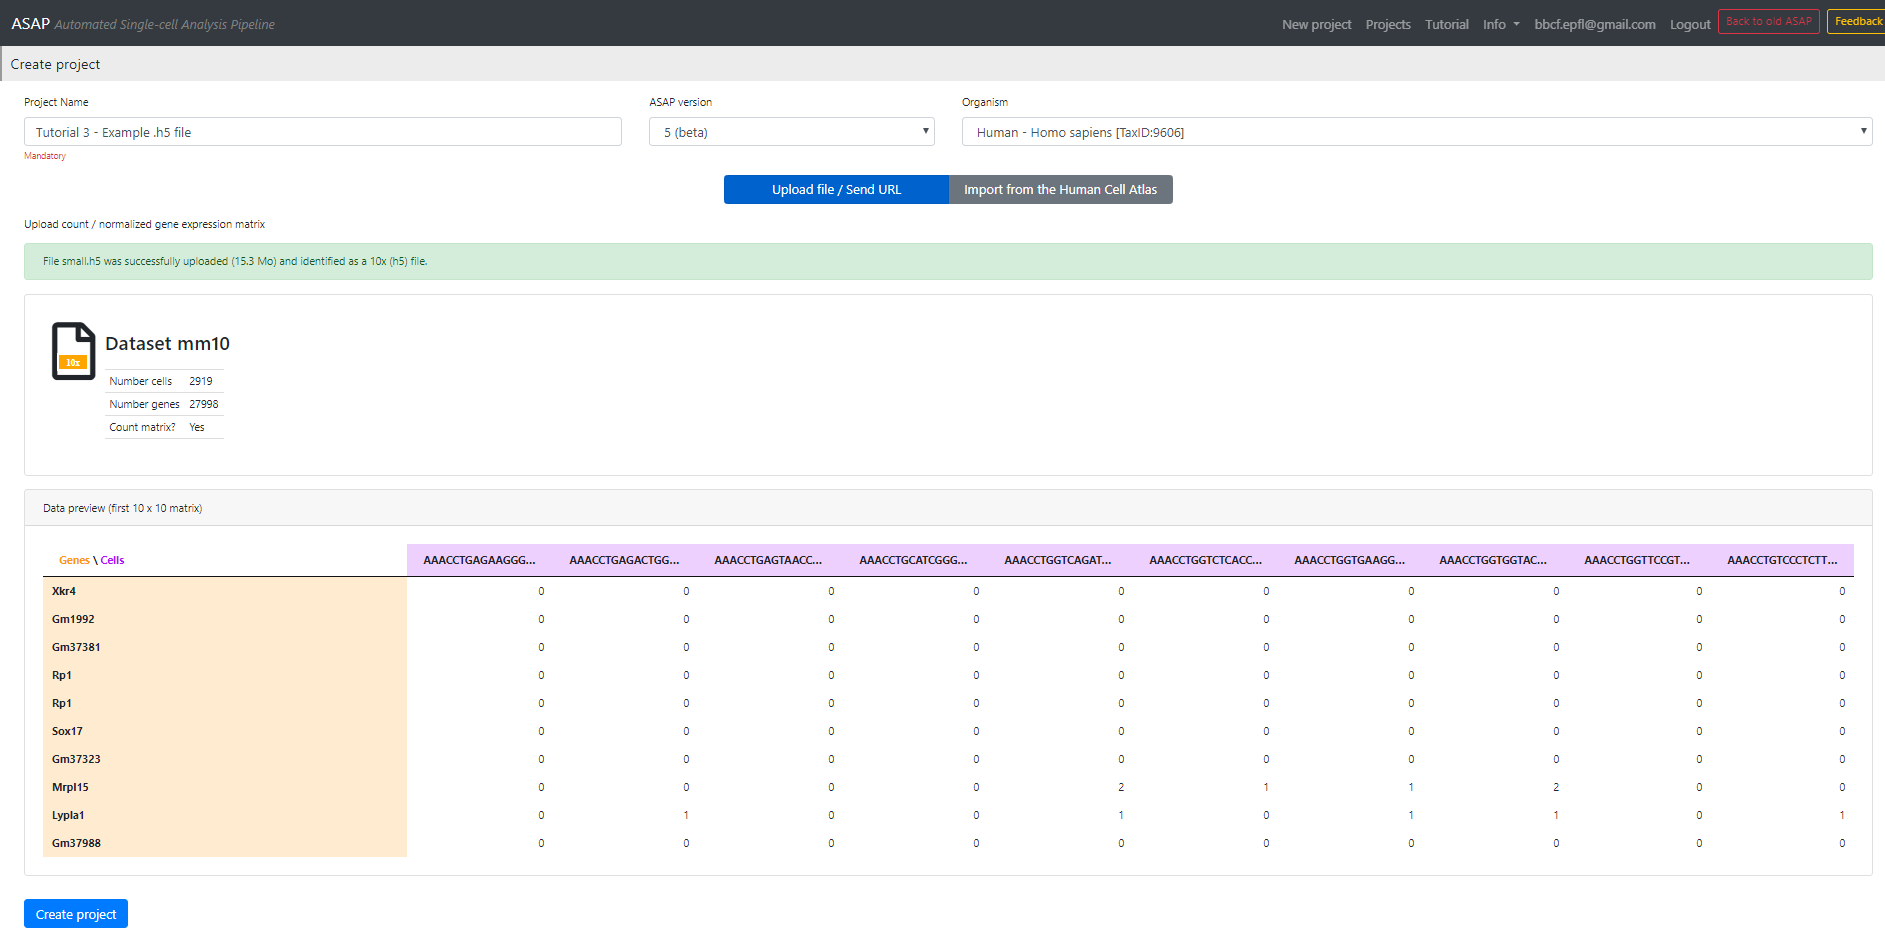 ASAP Automated Single-cell Analysis Pipeline New project Projects Tutorial Info bbcf.epfl@gmail.com Logout Back to old ASAP Feedback
Create project
Project Name ASAP version Organism
Tutorial 3 - Example .h5 file 5 (beta) Human - Homo sapiens [TaxID:9606]
Mandatory
Upload file / Send URL Import from the Human Cell Atlas
Upload count / normalized gene expression matrix
File small.h5 was successfully uploaded (15.3 Mo) and identified as a 10x (h5) file.
Dataset mm10
10x
Number cells 2919
Number genes 27998
Count matrix? Yes
Data preview (first 10 x 10 matrix)
Genes \ Cells AAACCTGAGAAGGG... AAACCTGAGACTGG... AAACCTGAGTAACC... AAACCTGCATCGGG... AAACCTGGTCAGAT... AAACCTGGTCTCACC... AAACCTGGTGAAGG... AAACCTGGTGGTAC... AAACCTGGTTCCGT... AAACCTGTCCCTCTT...
Xkr4 0 0 0 0 0 0 0 0 0 0
Gm1992 0 0 0 0 0 0 0 0 0 0
Gm37381 0 0 0 0 0 0 0 0 0 0
Rp1 0 0 0 0 0 0 0 0 0 0
Rp1 0 0 0 0 0 0 0 0 0 0
Sox17 0 0 0 0 0 0 0 0 0 0
Gm37323 0 0 0 0 0 0 0 0 0 0
Mrpl15 0 0 0 0 2 1 1 2 0 0
Lypla1 0 1 0 0 1 0 1 1 0 1
Gm37988 0 0 0 0 0 0 0 0 0 0
Create project